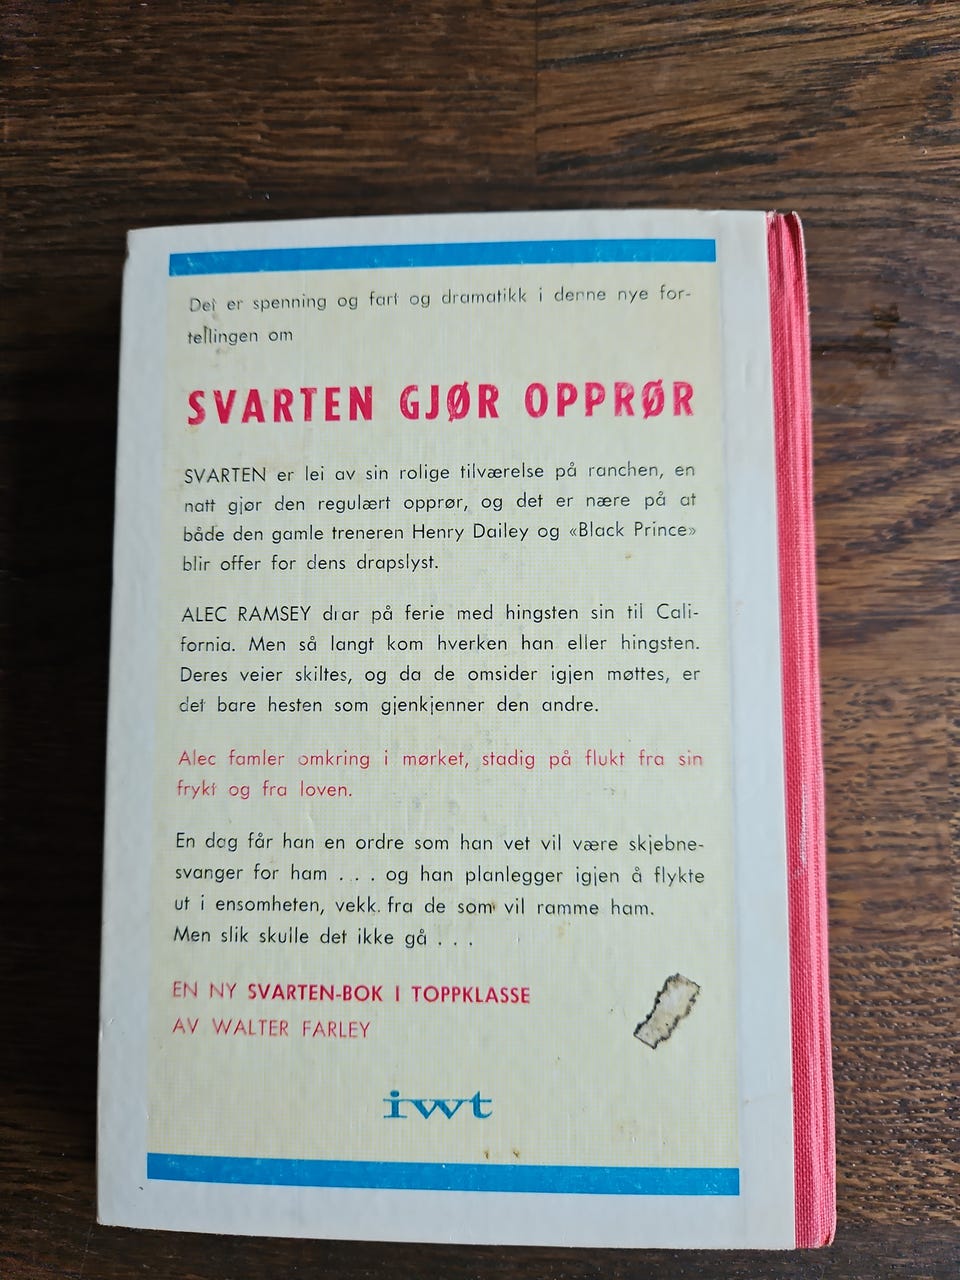 Det er spenning og fart og dramatikk i denne nye for-
tellingen om
SVARTEN GJØR OPPRØR
SVARTEN er lei av sin rolige tilværelse på ranchen, en
natt gjør den regulært opprør, og det er nære på at
både den gamle treneren Henry Dailey og «Black Prince»
blir offer for dens drapslyst.
ALEC RAMSEY drar på ferie med hingsten sin til Cali-
fornia. Men så langt kom hverken han eller hingsten.
Deres veier skiltes, og da de omsider igjen møttes, er
det bare hesten som gjenkjenner den andre.
Alec famler omkring i mørket, stadig på flukt fra sin
frykt og fra loven.
En dag får han en ordre som han vet vil være skjebne-
svanger for ham . . . og han planlegger igjen å flykte
ut i ensomheten, vekk fra de som vil ramme ham.
Men slik skulle det ikke gå . . .
EN NY SVARTEN-BOK I TOPPKLASSE
AV WALTER FARLEY
iwt